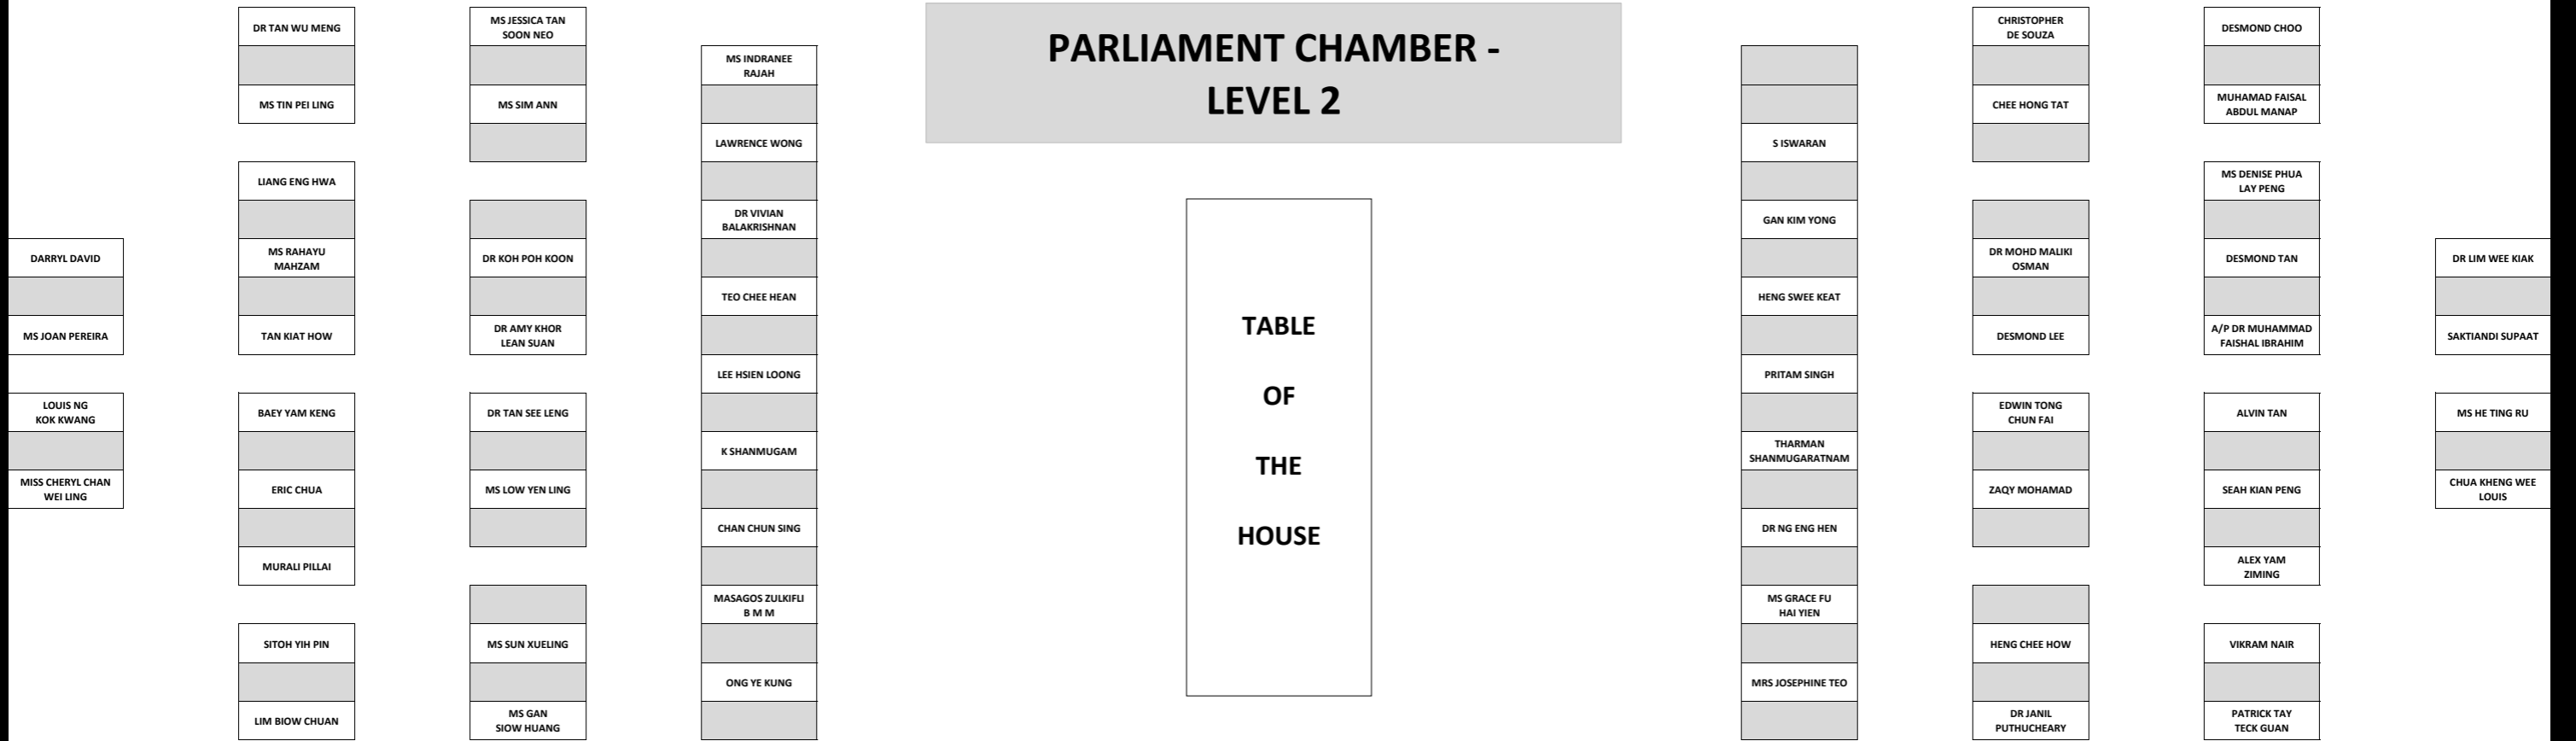 PARLIAMENT CHAMBER -
LEVEL 2
DARRYL DAVID
MS JOAN PEREIRA
LOUIS NG
KOK KWANG
MISS CHERYL CHAN
WEI LING
DR TAN WU MENG
MS TIN PEI LING
LIANG ENG HWA
MS RAHAYU
MAHZAM
TAN KIAT HOW
BAEY YAM KENG
ERIC CHUA
MURALI PILLAI
SITOH YIH PIN
LIM BIOW CHUAN
MS JESSICA TAN
SOON NEO
MS SIM ANN
DR KOH POH KOON
DR AMY KHOR
LEAN SUAN
DR TAN SEE LENG
MS LOW YEN LING
MS SUN XUELING
MS GAN
SIOW HUANG
MS INDRANEE
RAJAH
LAWRENCE WONG
DR VIVIAN
BALAKRISHNAN
TEO CHEE HEAN
LEE HSIEN LOONG
K SHANMUGAM
CHAN CHUN SING
MASAGOS ZULKIFLI
B M M
ONG YE KUNG
TABLE
OF
THE
HOUSE
S ISWARAN
GAN KIM YONG
HENG SWEE KEAT
PRITAM SINGH
THARMAN
SHANMUGARATNAM
DR NG ENG HEN
MS GRACE FU
HAI YIEN
MRS JOSEPHINE TEO
CHRISTOPHER
DE SOUZA
CHEE HONG TAT
DR MOHD MALIKI
OSMAN
DESMOND LEE
EDWIN TONG
CHUN FAI
ZAQY MOHAMAD
HENG CHEE HOW
DR JANIL
PUTHUCHEARY
DESMOND CHOO
MUHAMAD FAISAL
ABDUL MANAP
MS DENISE PHUA
LAY PENG
DESMOND TAN
A/P DR MUHAMMAD
FAISHAL IBRAHIM
ALVIN TAN
SEAH KIAN PENG
ALEX YAM
ZIMING
VIKRAM NAIR
PATRICK TAY
TECK GUAN
DR LIM WEE KIAK
SAKTIANDI SUPAAT
MS HE TING RU
CHUA KHENG WEE
LOUIS